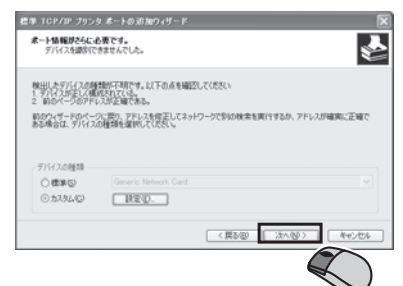 標準 TCP/IP プリンタ ポートの追加ウィザード
ポート情報がさらに必要です。
デバイスを識別できませんでした。
検出したデバイスの種類が不明です。以下の点を確認してください:
1. デバイスが正しく構成されている。
2. 前のページのアドレスが正確である。
前のウィザードのページに戻り、アドレスを修正してネットワークで別の検索を実行するか、アドレスが確実に正確で
ある場合は、デバイスの種類を選択してください。
デバイスの種類
標準(S)
Generic Network Card
カスタム(C)
設定(E)...
< 戻る(B)
次へ(N) >
キャンセル